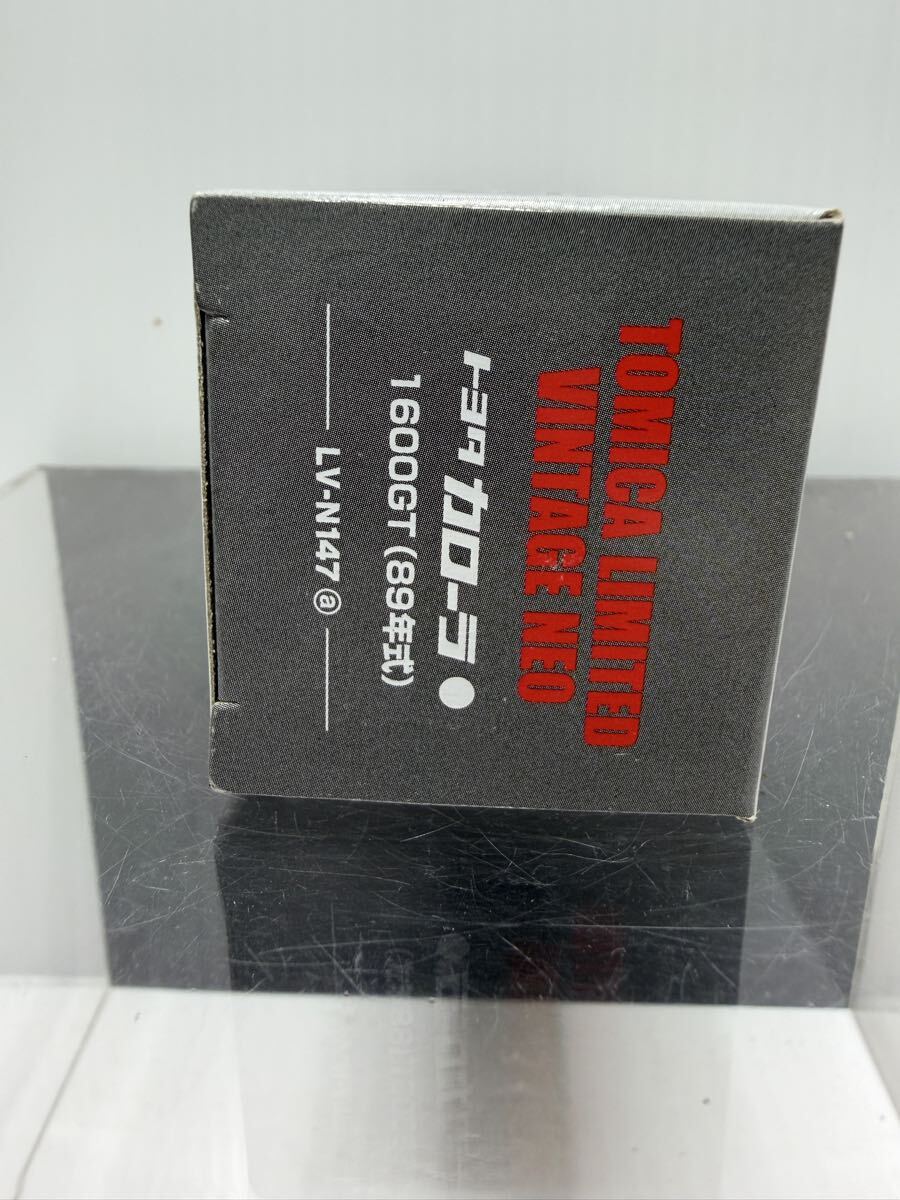 TOMICA LIMITED
VINTAGE NEO
トヨタ カローラ ●
1600GT (89年式)
LV-N147 ⓐ